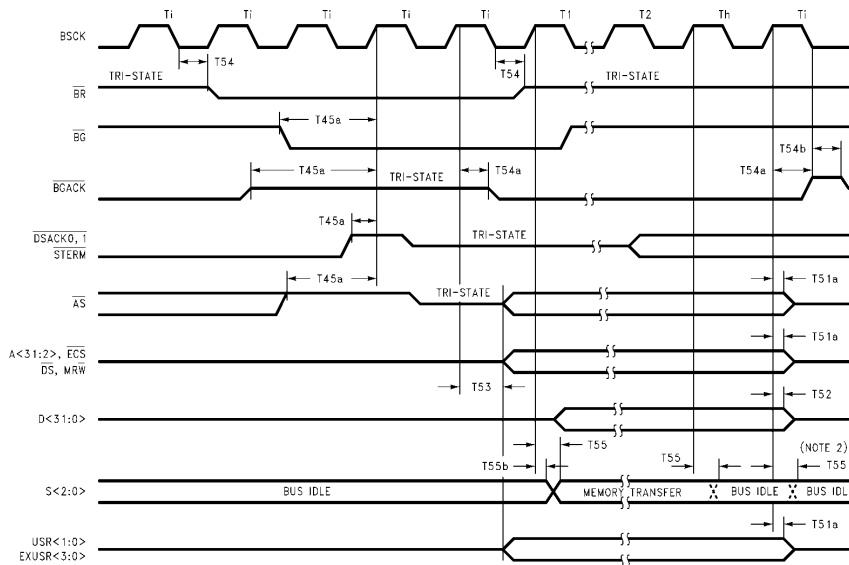 Ti Ti Ti Ti Ti T1 T2 Th Ti
BSCK
T54 T54
TRI-STATE TRI-STATE
BR
T45a
BG
T54b
T45a TRI-STATE T54a T54a
BGACK
T45a
DSACK0, 1
STERM
TRI-STATE
T45a T51a
TRI-STATE
AS
T51a
A<31:2>, ECS
DS, MRW
T53 T52
D<31:0>
(NOTE 2)
T55 T55 T55
T55b
S<2:0>
BUS IDLE MEMORY TRANSFER BUS IDLE BUS IDL
T51a
USR<1:0>
EXUSR<3:0>